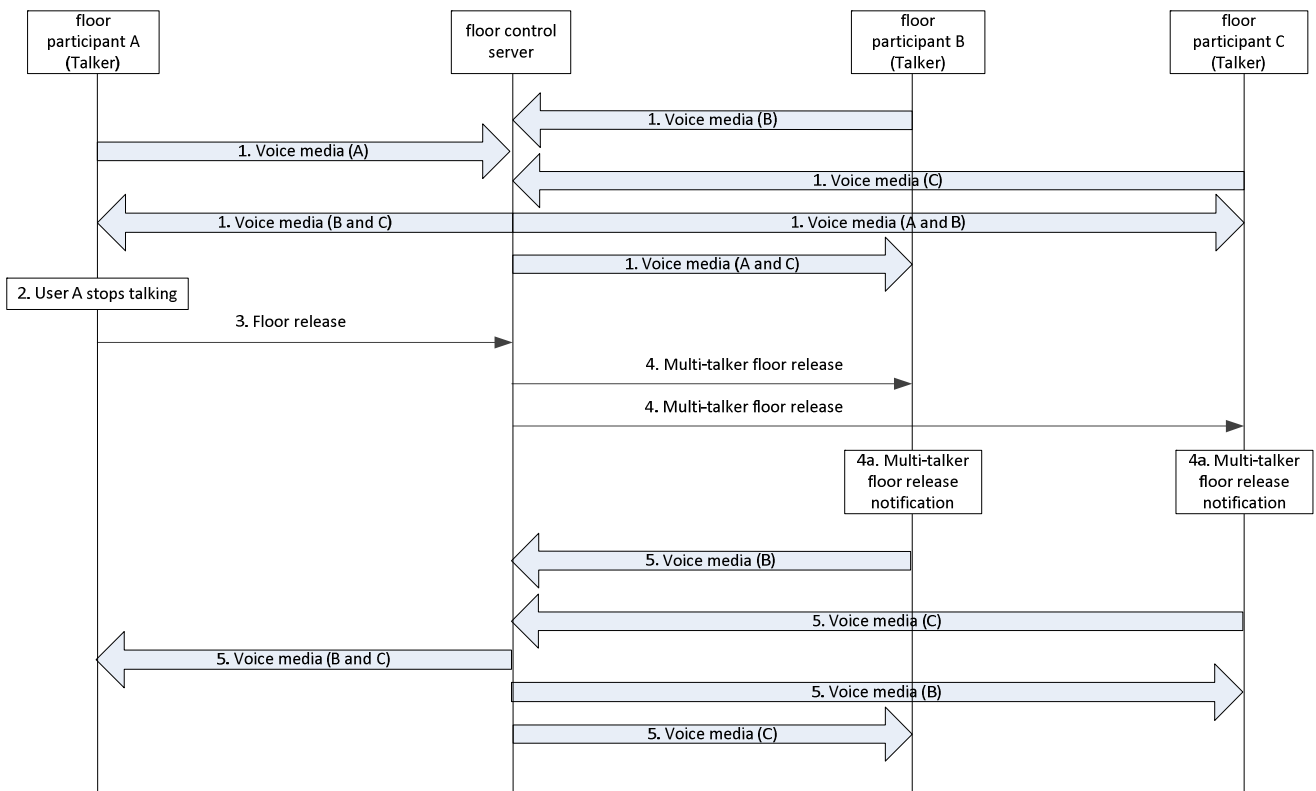 floor
participant A
(Talker)
floor control
server
floor
participant B
(Talker)
floor
participant C
(Talker)
1. Voice media (B)
1. Voice media (A)
1. Voice media (C)
1. Voice media (B and C)
1. Voice media (A and B)
1. Voice media (A and C)
2. User A stops talking
3. Floor release
4. Multi-talker floor release
4. Multi-talker floor release
4a. Multi-talker
floor release
notification
4a. Multi-talker
floor release
notification
5. Voice media (B)
5. Voice media (C)
5. Voice media (B and C)
5. Voice media (B)
5. Voice media (C)